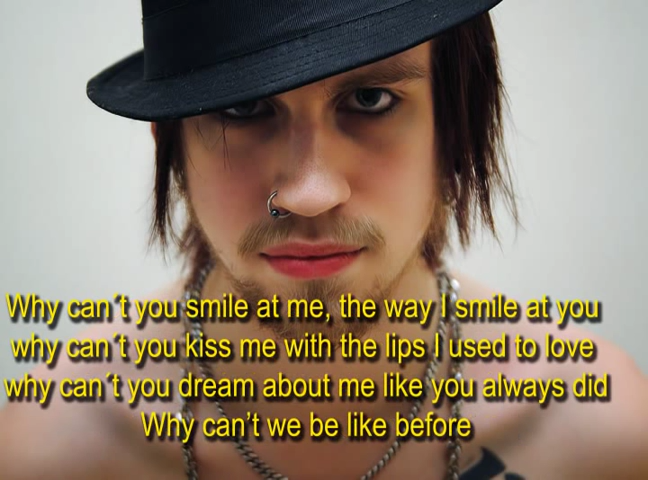 Why can´t you smile at me, the way I smile at you
why can´t you kiss me with the lips I used to love
why can´t you dream about me like you always did
Why can't we be like before